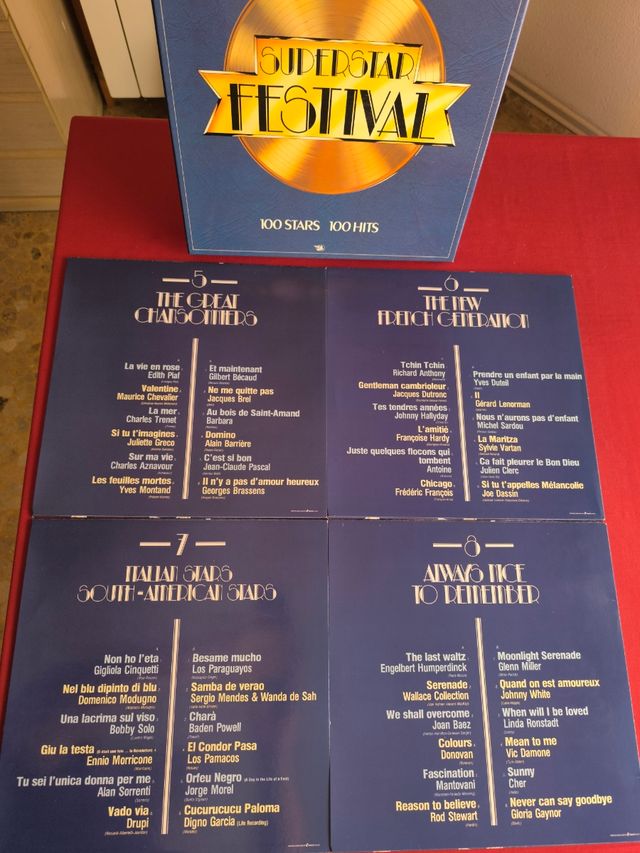 SUPERSTAR
FESTIVAL
100 STARS 100 HITS
5
THE GREAT
CHANSONNIERS
La vie en rose
Edith Piaf
Valentine
Maurice Chevalier
La mer
Charles Trenet
Si tu t'imagines
Juliette Greco
Sur ma vie
Charles Aznavour
Les feuilles mortes
Yves Montand
Et maintenant
Gilbert Bécaud
Ne me quitte pas
Jacques Brel
Au bois de Saint-Amand
Barbara
Domino
Alain Barrière
C'est si bon
Jean-Claude Pascal
Il n'y a pas d'amour heureux
Georges Brassens
6
THE NEW
FRENCH GENERATION
Tchin Tchin
Richard Anthony
Gentleman cambrioleur
Jacques Dutronc
Tes tendres années
Johnny Hallyday
L'amitié
Françoise Hardy
Juste quelques flocons qui
tombent
Antoine
Chicago
Frédéric François
Prendre un enfant par la main
Yves Duteil
Il
Gérard Lenorman
Nous n'aurons pas d'enfant
Michel Sardou
La Maritza
Sylvie Vartan
Ca fait pleurer le Bon Dieu
Julien Clerc
Si tu t'appelles Mélancolie
Joe Dassin
7
ITALIAN STARS
SOUTH-AMERICAN STARS
Non ho l'eta
Gigliola Cinquetti
Nel blu dipinto di blu
Domenico Modugno
Una lacrima sul viso
Bobby Solo
Giu la testa
Ennio Morricone
Tu sei l'unica donna per me
Alan Sorrenti
Vado via
Drupi
Besame mucho
Los Paraguayos
Samba de verao
Sergio Mendes & Wanda de Sah
Charà
Baden Powell
El Condor Pasa
Los Pamacos
Orfeu Negro (A Day in the Life of a Fool)
Jorge Morel
Cucurucucu Paloma
Digno Garcia (Live Recording)
8
ALWAYS NICE
TO REMEMBER
The last waltz
Engelbert Humperdinck
Serenade
Wallace Collection
We shall overcome
Joan Baez
Colours
Donovan
Fascination
Mantovani
Reason to believe
Rod Stewart
Moonlight Serenade
Glenn Miller
Quand on est amoureux
Johnny White
When will I be loved
Linda Ronstadt
Mean to me
Vic Damone
Sunny
Cher
Never can say goodbye
Gloria Gaynor